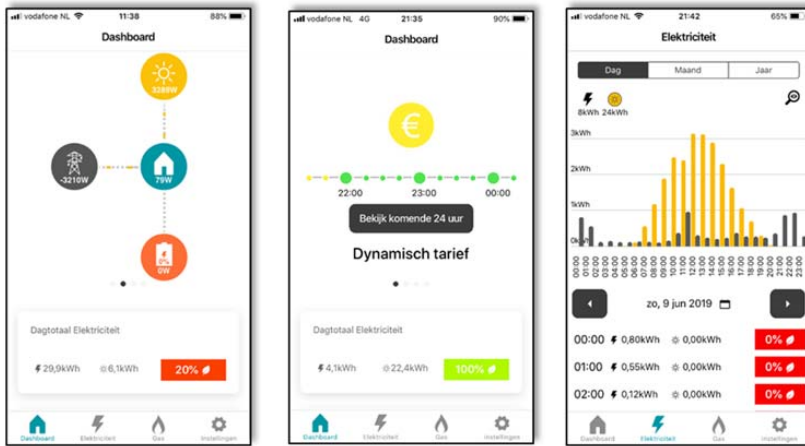 vodafone NL 11:38 88%
Dashboard
3289W
-3210W
79W
0%
0W
Dagtotaal Elektriciteit
29,9kWh 6,1kWh 20%
Dashboard Elektriciteit Gas Instellingen
vodafone NL 4G 21:35 90%
Dashboard
€
22:00 23:00 00:00
Bekijk komende 24 uur
Dynamisch tarief
Dagtotaal Elektriciteit
4,1kWh 22,4kWh 100%
Dashboard Elektriciteit Gas Instellingen
vodafone NL 21:42 65%
Elektriciteit
Dag Maand Jaar
8kWh 24kWh
3kWh
2kWh
1kWh
0kWh
00:00 01:00 02:00 03:00 04:00 05:00 06:00 07:00 08:00 09:00 10:00 11:00 12:00 13:00 14:00 15:00 16:00 17:00 18:00 19:00 20:00 21:00 22:00 23:00
zo, 9 jun 2019
00:00 0,80kWh 0,00kWh 0%
01:00 0,55kWh 0,00kWh 0%
02:00 0,12kWh 0,00kWh 0%
Dashboard Elektriciteit Gas Instellingen